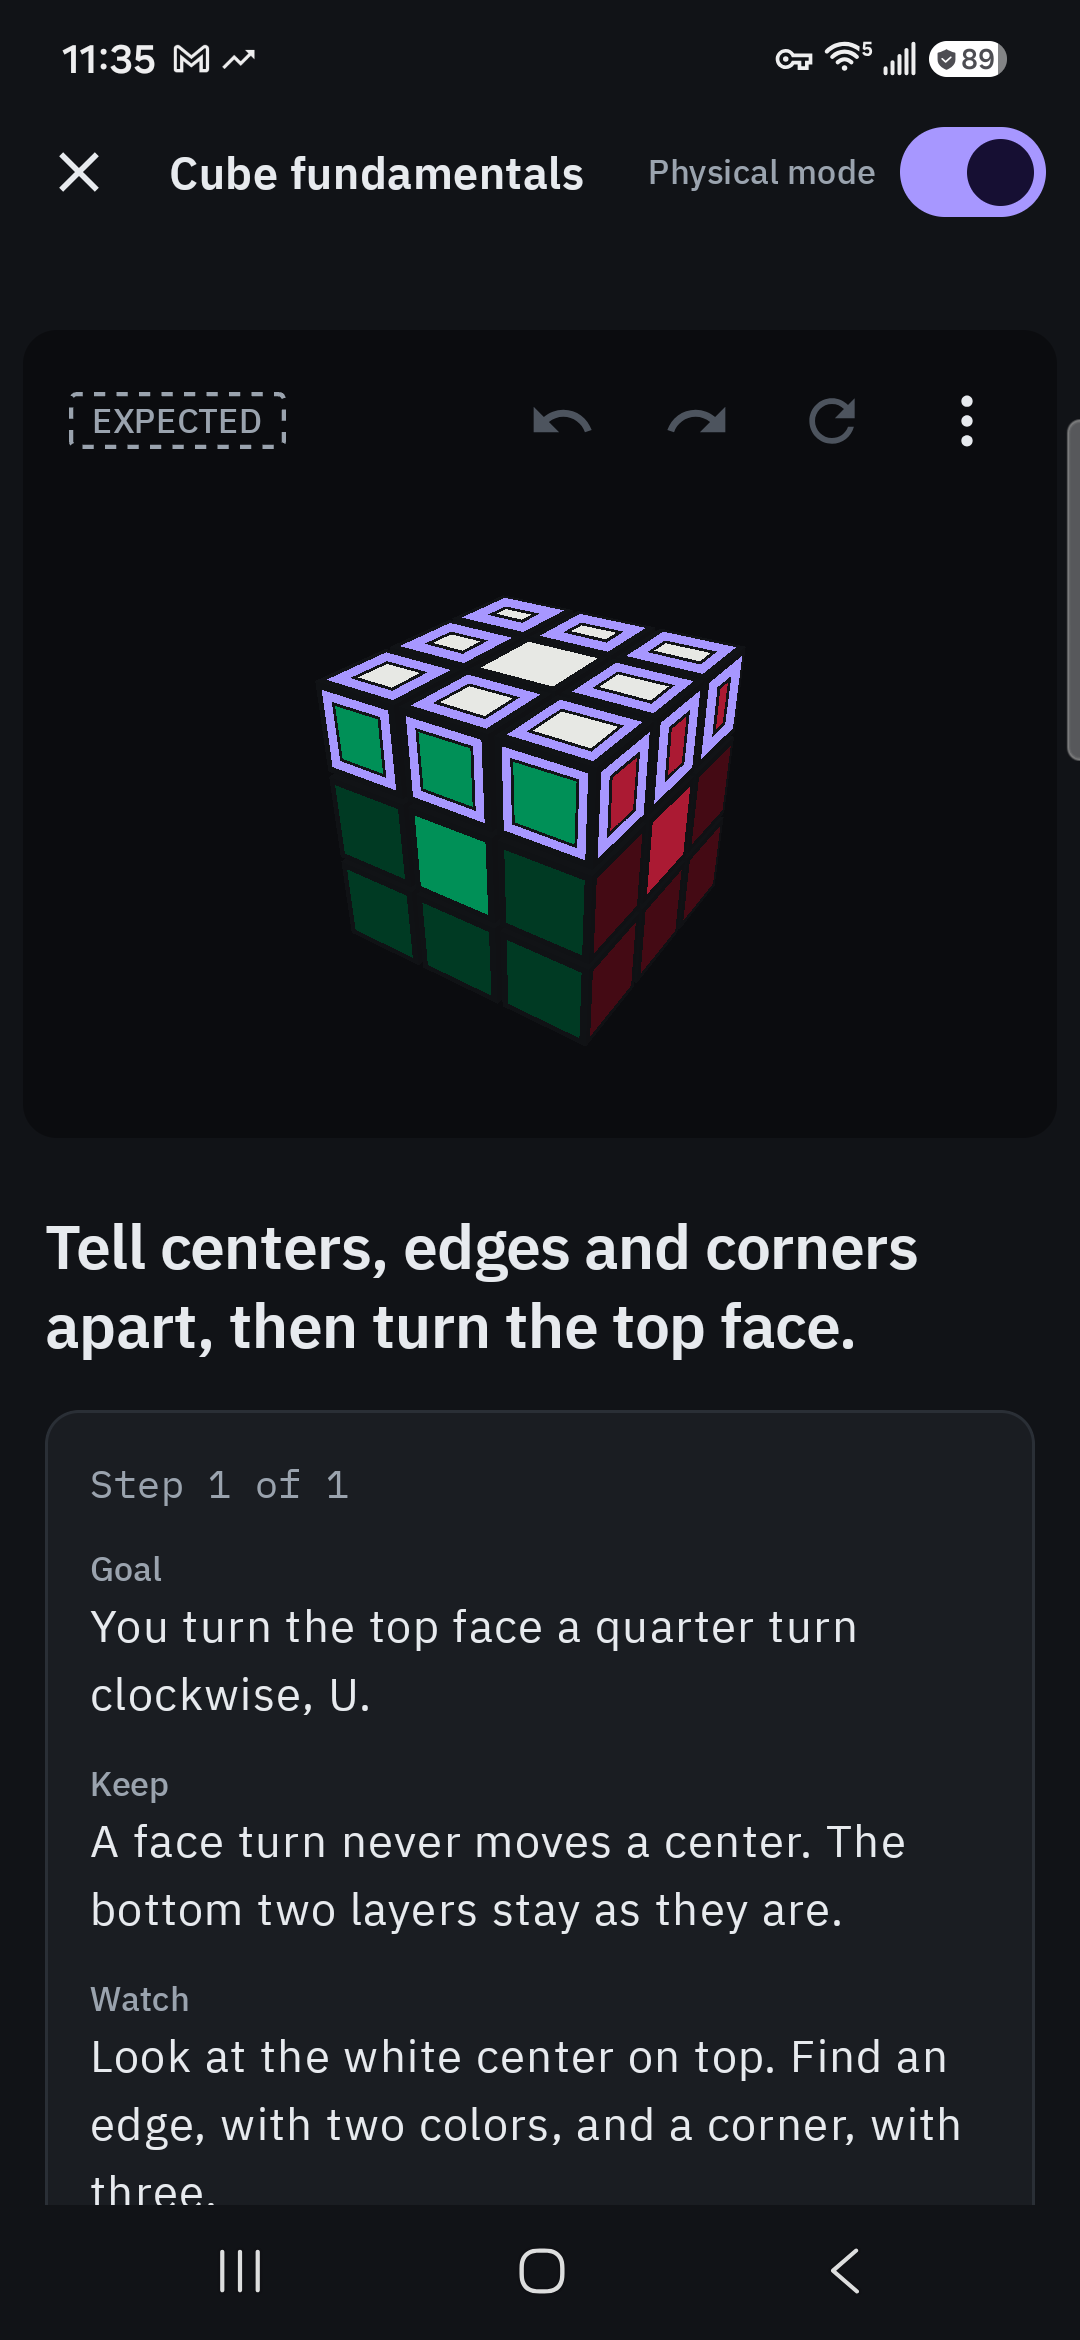 11:35
5
89
Cube fundamentals
Physical mode
EXPECTED
Tell centers, edges and corners
apart, then turn the top face.
Step 1 of 1
Goal
You turn the top face a quarter turn
clockwise, U.
Keep
A face turn never moves a center. The
bottom two layers stay as they are.
Watch
Look at the white center on top. Find an
edge, with two colors, and a corner, with
three.